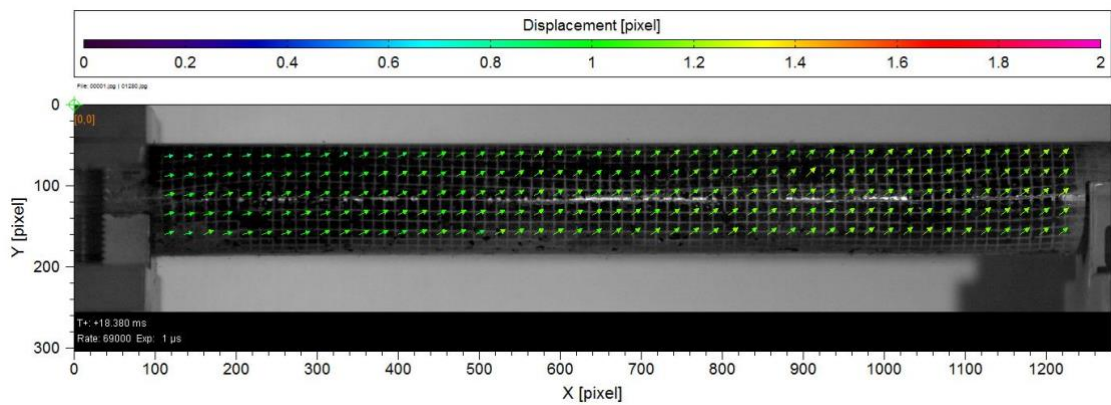 Displacement [pixel]
0 0.2 0.4 0.6 0.8 1 1.2 1.4 1.6 1.8 2
File: 00001.jpg | 01280.jpg
0
[0,0]
100
200
300
Y [pixel]
T+: +18.380 ms
Rate: 69000 Exp: 1 µs
0 100 200 300 400 500 600 700 800 900 1000 1100 1200
X [pixel]